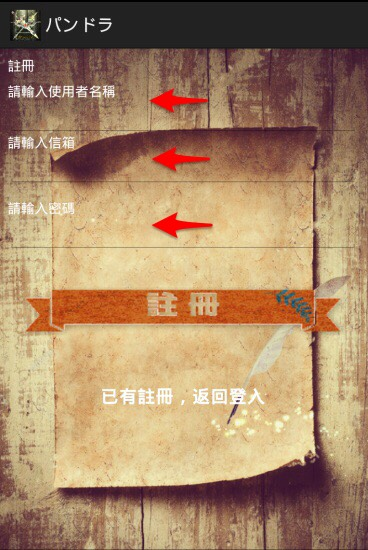 パンドラ
註冊
請輸入使用者名稱
請輸入信箱
請輸入密碼
註冊
已有註冊，返回登入